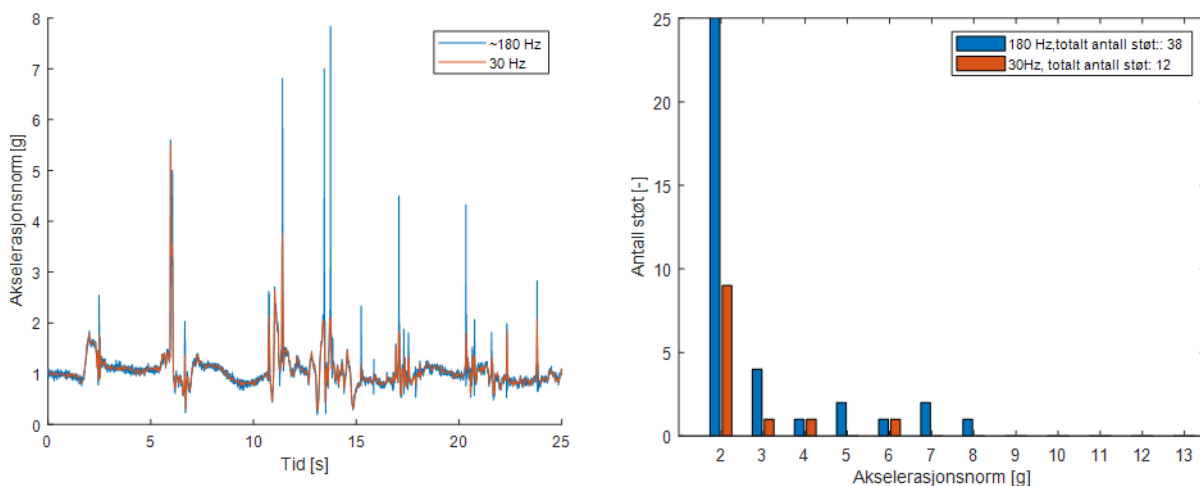 8
7
6
5
4
3
2
1
0
Akselerasjonsnorm [g]
~180 Hz
30 Hz
0 5 10 15 20 25
Tid [s]
25
20
15
10
5
0
Antall støt [-]
180 Hz,totalt antall støt:: 38
30Hz, totalt antall støt: 12
2 3 4 5 6 7 8 9 10 11 12 13
Akselerasjonsnorm [g]